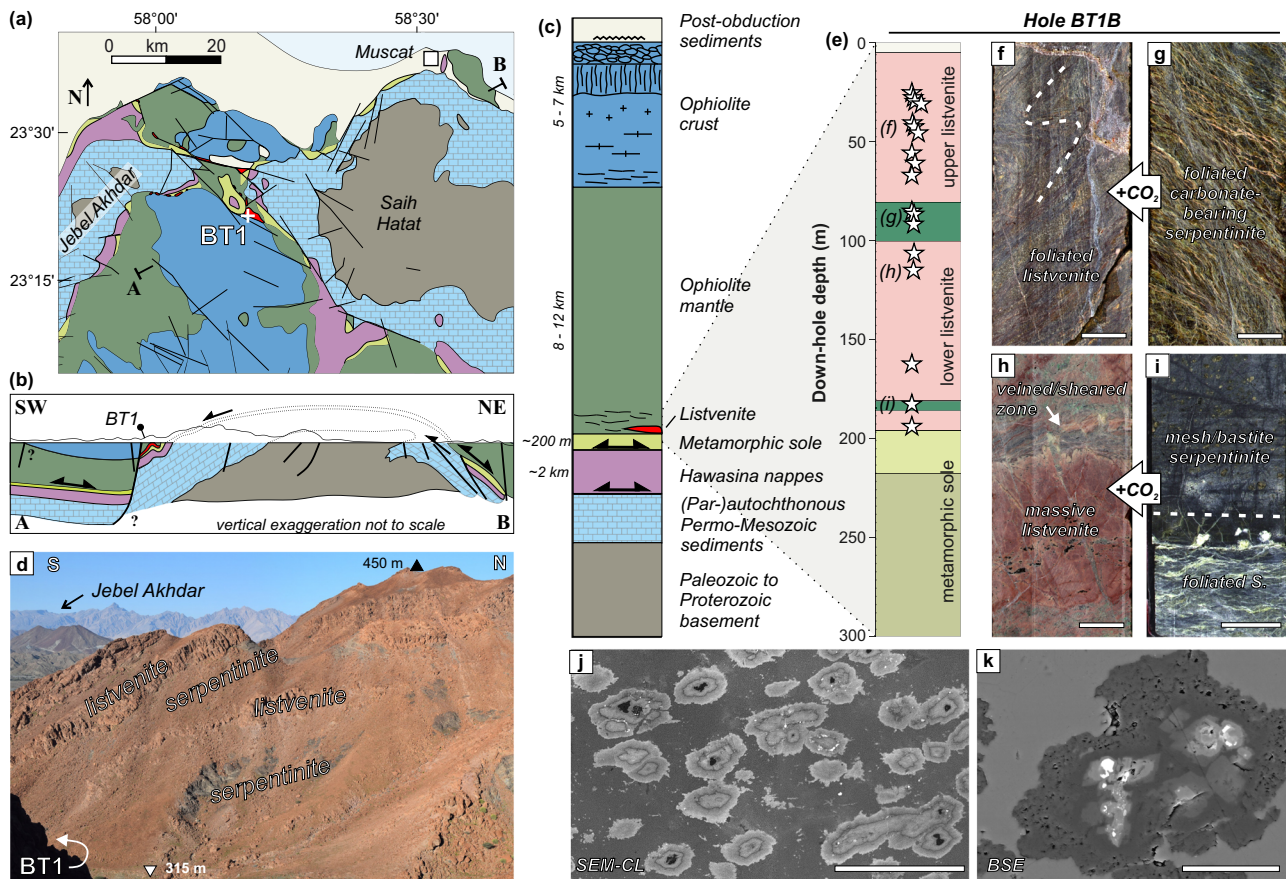 (a)
58°00'
58°30'
0 km 20
Muscat
B
N
23°30'
Jebel Akhdar
Saih
Hatat
BT1
A
23°15'
(b)
SW
NE
BT1
?
?
A
vertical exaggeration not to scale
B
d
S
N
450 m
Jebel Akhdar
listvenite
serpentinite
listvenite
serpentinite
BT1
315 m
(c)
Post-obduction
sediments
5 - 7 km
Ophiolite
crust
8 - 12 km
Ophiolite
mantle
Listvenite
~200 m
Metamorphic sole
~2 km
Hawasina nappes
(Par-)autochthonous
Permo-Mesozoic
sediments
Paleozoic to
Proterozoic
basement
Hole BT1B
(e)
Down-hole depth (m)
0
50
100
150
200
250
300
(f)
(g)
(h)
(i)
upper listvenite
lower listvenite
metamorphic sole
f
foliated
listvenite
+CO₂
g
foliated
carbonate-
bearing
serpentinite
h
veined/sheared
zone
massive
listvenite
+CO₂
i
mesh/bastite
serpentinite
foliated S.
j
SEM-CL
k
BSE